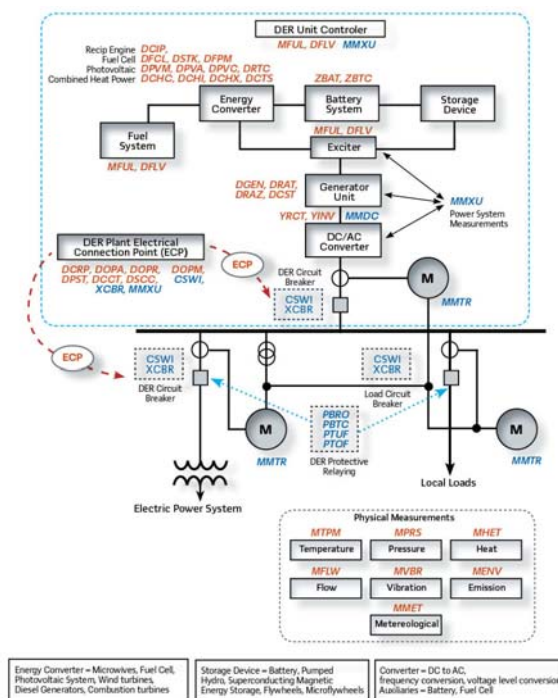 DER Unit Controler
MFUL, DFLV MMXU
Recip Engine DCIP,
Fuel Cell DFCL, DSTK, DFPM
Photovoltaic DPVM, DPVA, DPVC, DRTC
Combined Heat Power DCHC, DCHI, DCHX, DCTS
ZBAT, ZBTC
Energy Converter
Battery System
Storage Device
Fuel System
MFUL, DFLV
MFUL, DFLV
Exciter
DGEN, DRAT,
DRAZ, DCST
Generator Unit
MMXU
Power System
Measurements
YRCT, YINV MMDC
DC/AC Converter
DER Plant Electrical
Connection Point (ECP)
ECP
DCRP, DOPA, DOPR, DOPM,
DPST, DCCT, DSCC, CSWI,
XCBR, MMXU
DER Circuit
Breaker
CSWI
XCBR
M
MMTR
ECP
CSWI
XCBR
DER Circuit
Breaker
CSWI
XCBR
Load Circuit
Breaker
M
MMTR
PBRO
PBTC
PTUF
PTOF
DER Protective
Relaying
M
MMTR
Electric Power System
Local Loads
Physical Measurements
MTPM MPRS MHET
Temperature Pressure Heat
MFLW MVBR MENV
Flow Vibration Emission
MMET
Metereological
Energy Converter = Microwives, Fuel Cell,
Photovoltaic System, Wind turbines,
Diesel Generators, Combustion turbines
Storage Device = Battery, Pumped
Hydro, Superconducting Magnetic
Energy Storage, Flywheels, Microflywheels
Converter = DC to AC,
frequency conversion, voltage level conversion
Auxiliaries = Battery, Fuel Cell